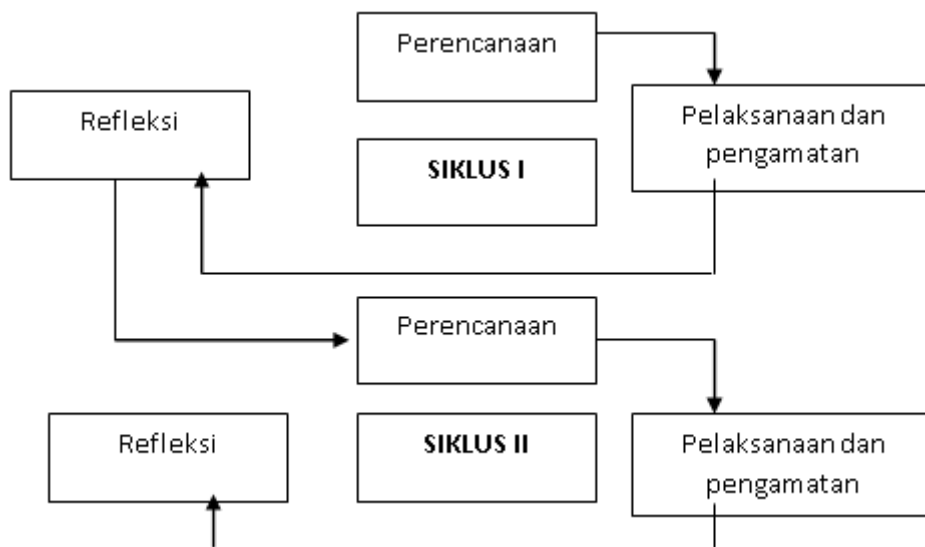 Perencanaan
Refleksi
Pelaksanaan dan
pengamatan
SIKLUS I
Perencanaan
Refleksi
SIKLUS II
Pelaksanaan dan
pengamatan